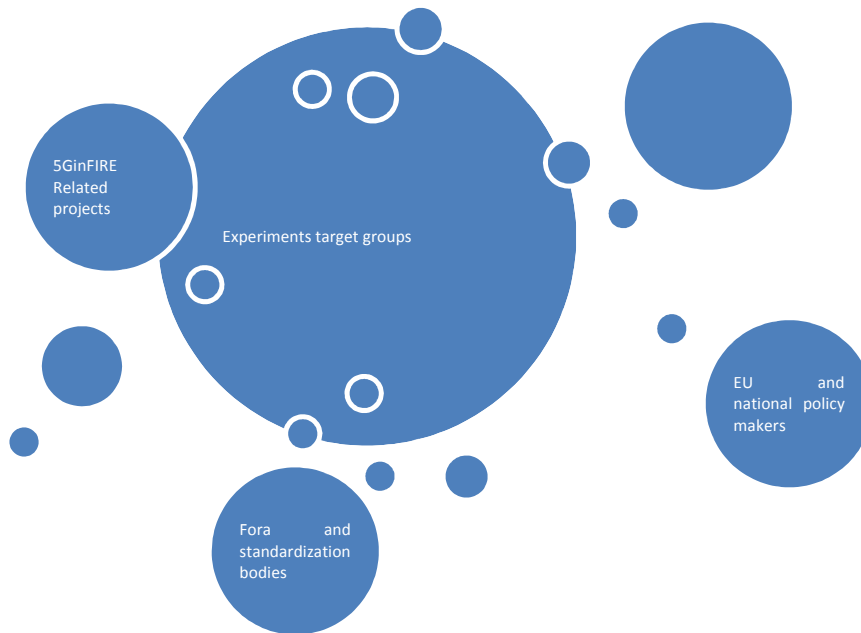 5GinFIRE
Related
projects
Experiments target groups
EU and
national policy
makers
Fora and
standardization
bodies